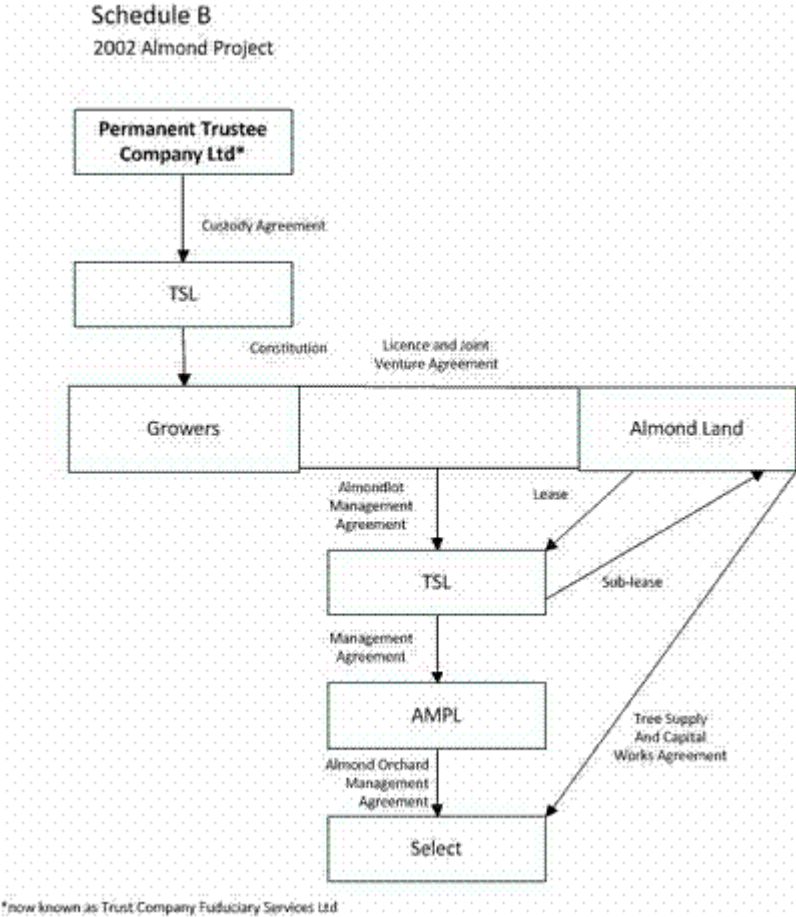 Schedule B
2002 Almond Project
Permanent Trustee
Company Ltd*
Custody Agreement
TSL
Constitution
Licence and Joint
Venture Agreement
Growers
Almond Land
Almondlot
Management
Agreement
Lease
TSL
Sub-lease
Management
Agreement
AMPL
Tree Supply
And Capital
Works Agreement
Almond Orchard
Management
Agreement
Select
*now known as Trust Company Fuduciary Services Ltd